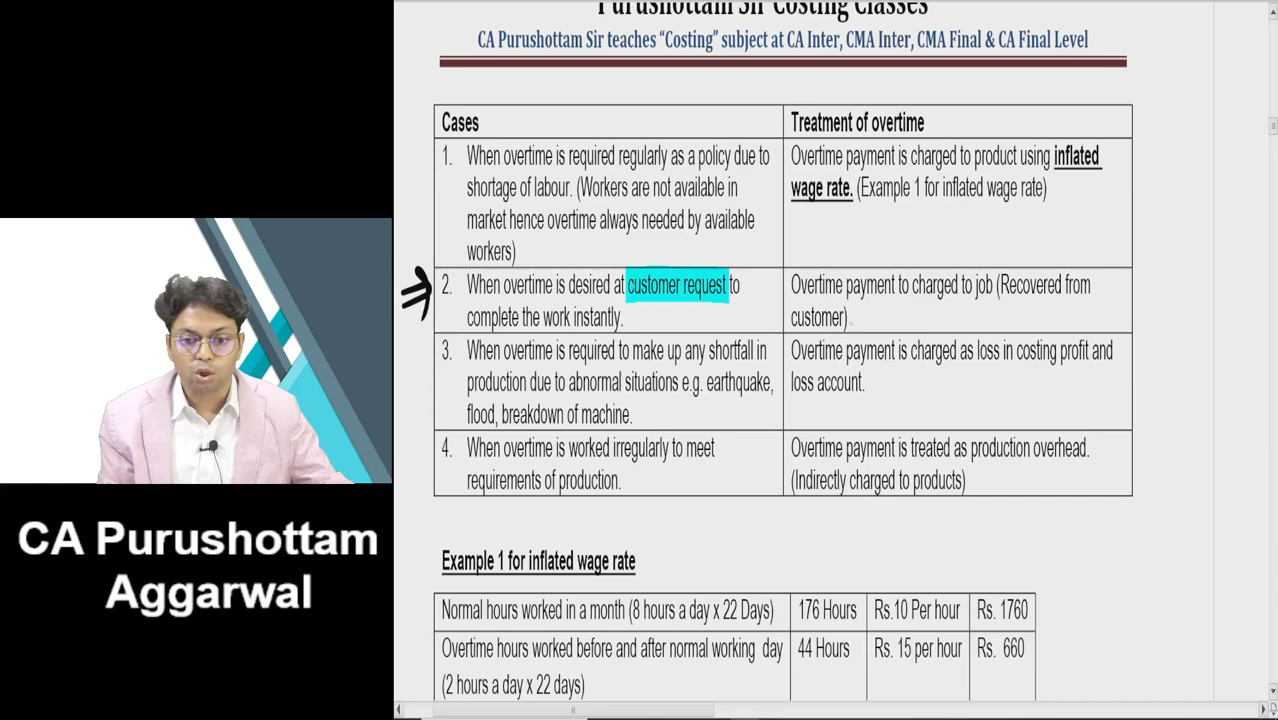 Purushottam Sir Costing Classes
CA Purushottam Sir teaches “Costing” subject at CA Inter, CMA Inter, CMA Final & CA Final Level
Cases
Treatment of overtime
1. When overtime is required regularly as a policy due to
shortage of labour. (Workers are not available in
market hence overtime always needed by available
workers)
Overtime payment is charged to product using inflated
wage rate. (Example 1 for inflated wage rate)
2. When overtime is desired at customer request to
complete the work instantly.
Overtime payment to charged to job (Recovered from
customer)
3. When overtime is required to make up any shortfall in
production due to abnormal situations e.g. earthquake,
flood, breakdown of machine.
Overtime payment is charged as loss in costing profit and
loss account.
4. When overtime is worked irregularly to meet
requirements of production.
Overtime payment is treated as production overhead.
(Indirectly charged to products)
Example 1 for inflated wage rate
Normal hours worked in a month (8 hours a day x 22 Days) 176 Hours Rs.10 Per hour Rs. 1760
Overtime hours worked before and after normal working day 44 Hours Rs. 15 per hour Rs. 660
(2 hours a day x 22 days)
CA Purushottam
Aggarwal